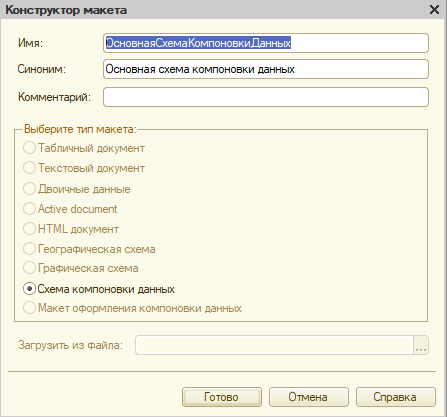 Конструктор макета
Имя: ОсновнаяСхемаКомпоновкиДанных
Синоним: Основная схема компоновки данных
Комментарий:
Выберите тип макета:
Табличный документ
Текстовый документ
Двоичные данные
Active document
HTML документ
Географическая схема
Графическая схема
Схема компоновки данных
Макет оформления компоновки данных
Загрузить из файла: ...
Готово Отмена Справка